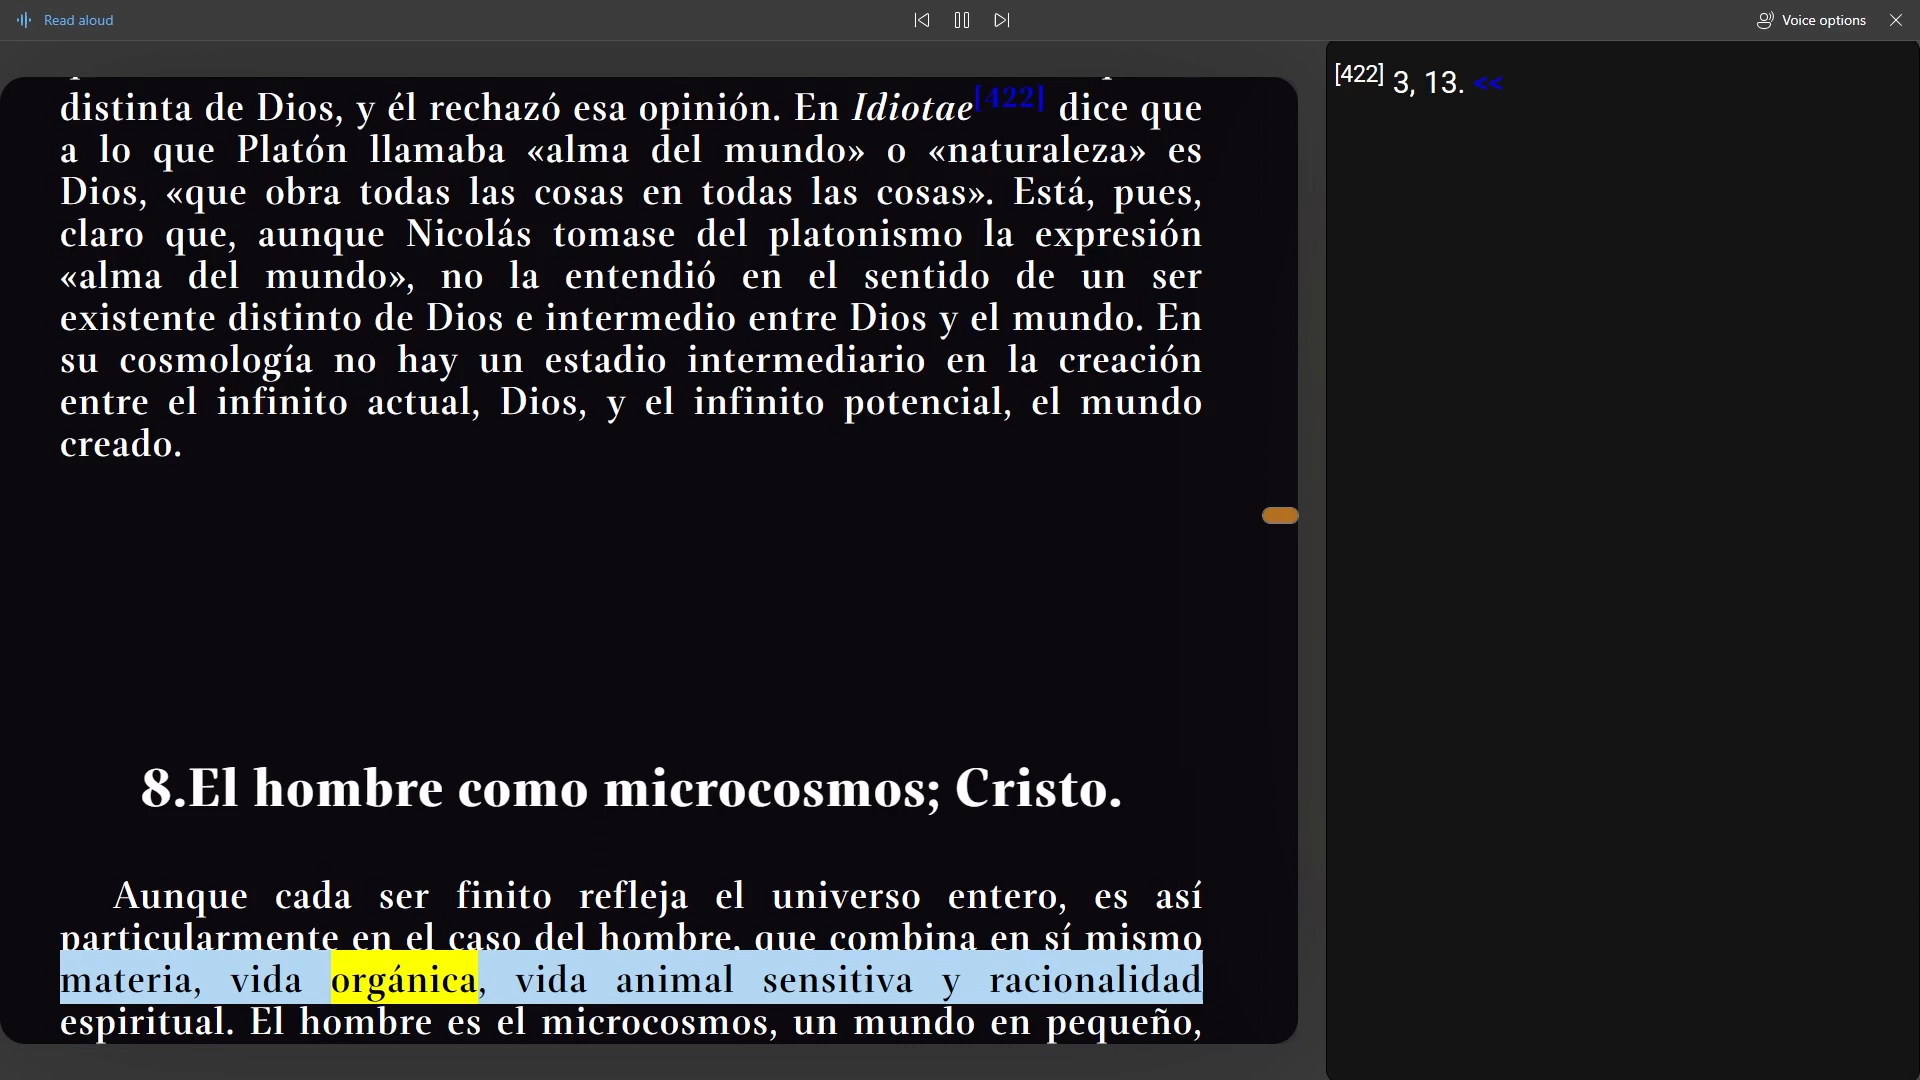 Read aloud
Voice options
distinta de Dios, y él rechazó esa opinión. En Idiotae[422] dice que
a lo que Platón llamaba «alma del mundo» o «naturaleza» es
Dios, «que obra todas las cosas en todas las cosas». Está, pues,
claro que, aunque Nicolás tomase del platonismo la expresión
«alma del mundo», no la entendió en el sentido de un ser
existente distinto de Dios e intermedio entre Dios y el mundo. En
su cosmología no hay un estadio intermediario en la creación
entre el infinito actual, Dios, y el infinito potencial, el mundo
creado.
8.El hombre como microcosmos; Cristo.
Aunque cada ser finito refleja el universo entero, es así
particularmente en el caso del hombre, que combina en sí mismo
materia, vida orgánica, vida animal sensitiva y racionalidad
espiritual. El hombre es el microcosmos, un mundo en pequeño,
[422] 3, 13. <<